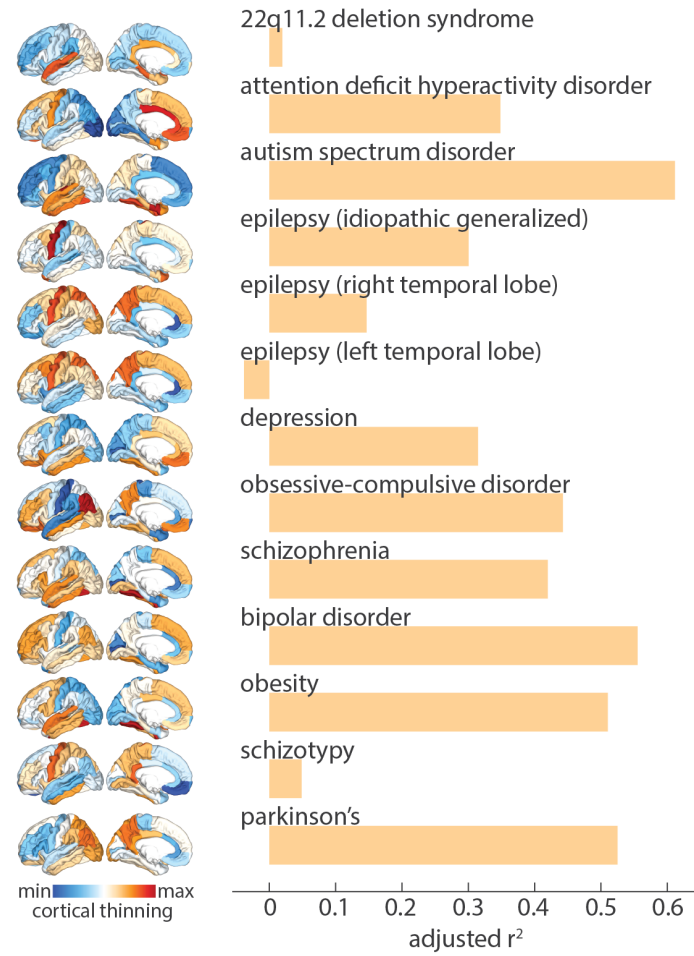 22q11.2 deletion syndrome
attention deficit hyperactivity disorder
autism spectrum disorder
epilepsy (idiopathic generalized)
epilepsy (right temporal lobe)
epilepsy (left temporal lobe)
depression
obsessive-compulsive disorder
schizophrenia
bipolar disorder
obesity
schizotypy
parkinson’s
min max
cortical thinning
0 0.1 0.2 0.3 0.4 0.5 0.6
adjusted r²